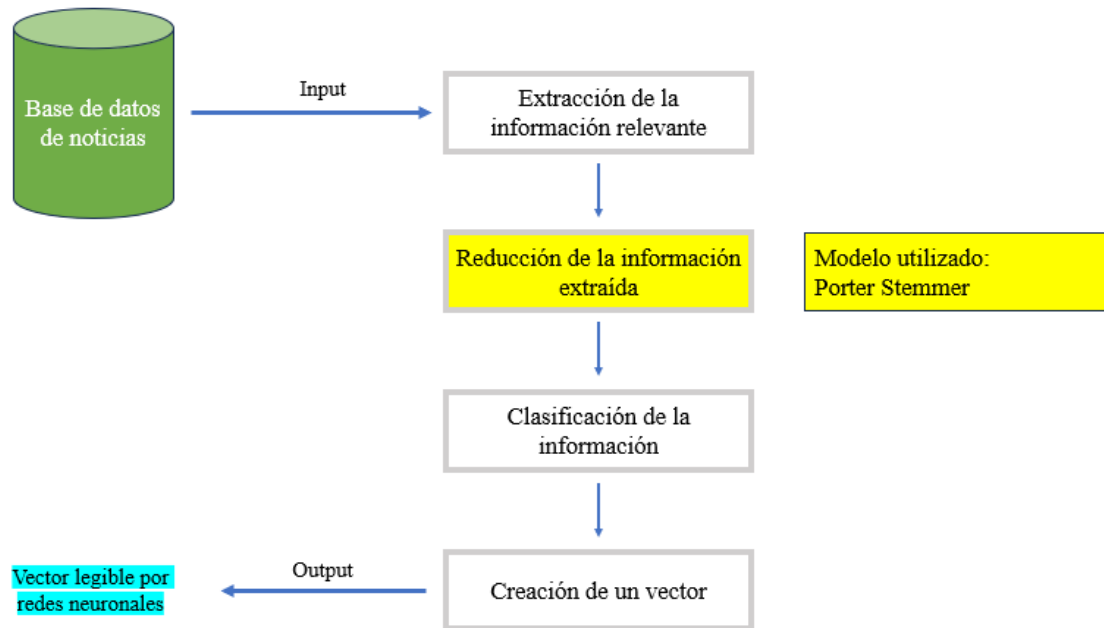 Base de datos
de noticias
Input
Extracción de la
información relevante
Reducción de la información
extraída
Modelo utilizado:
Porter Stemmer
Clasificación de la
información
Creación de un vector
Output
Vector legible por
redes neuronales